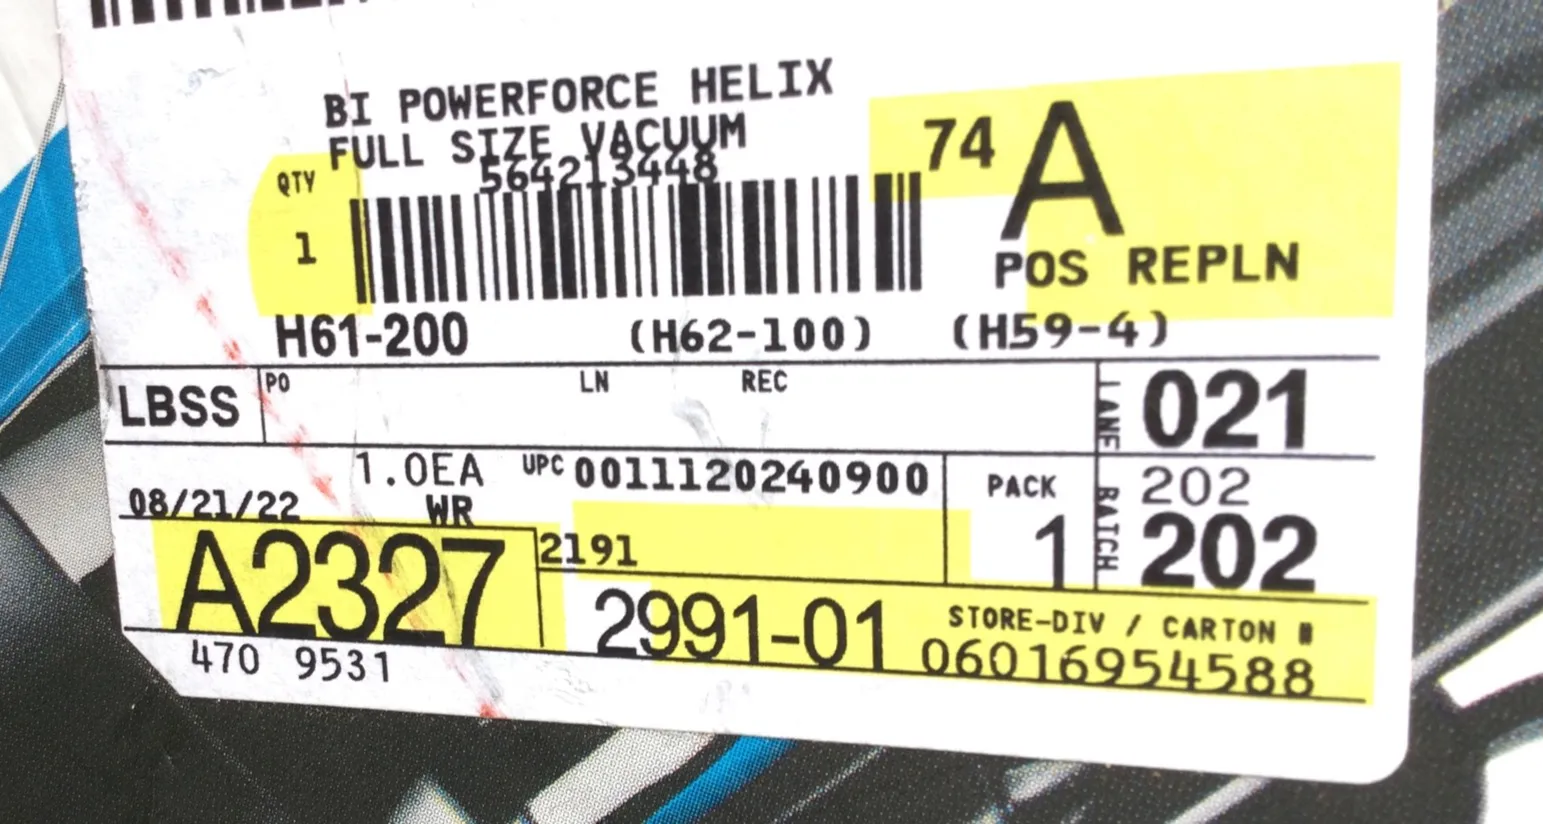 BI POWERFORCE HELIX
FULL SIZE VACUUM
564213448
QTY
1
74 A
POS REPLN
H61-200 (H62-100) (H59-4)
LBSS PO LN REC LANE 021
1.0EA UPC 001112024090​0 PACK BATCH 202
08/21/22 WR 1 202
A2327 2191
2991-01 STORE-DIV / CARTON #
06016954588
470 9531